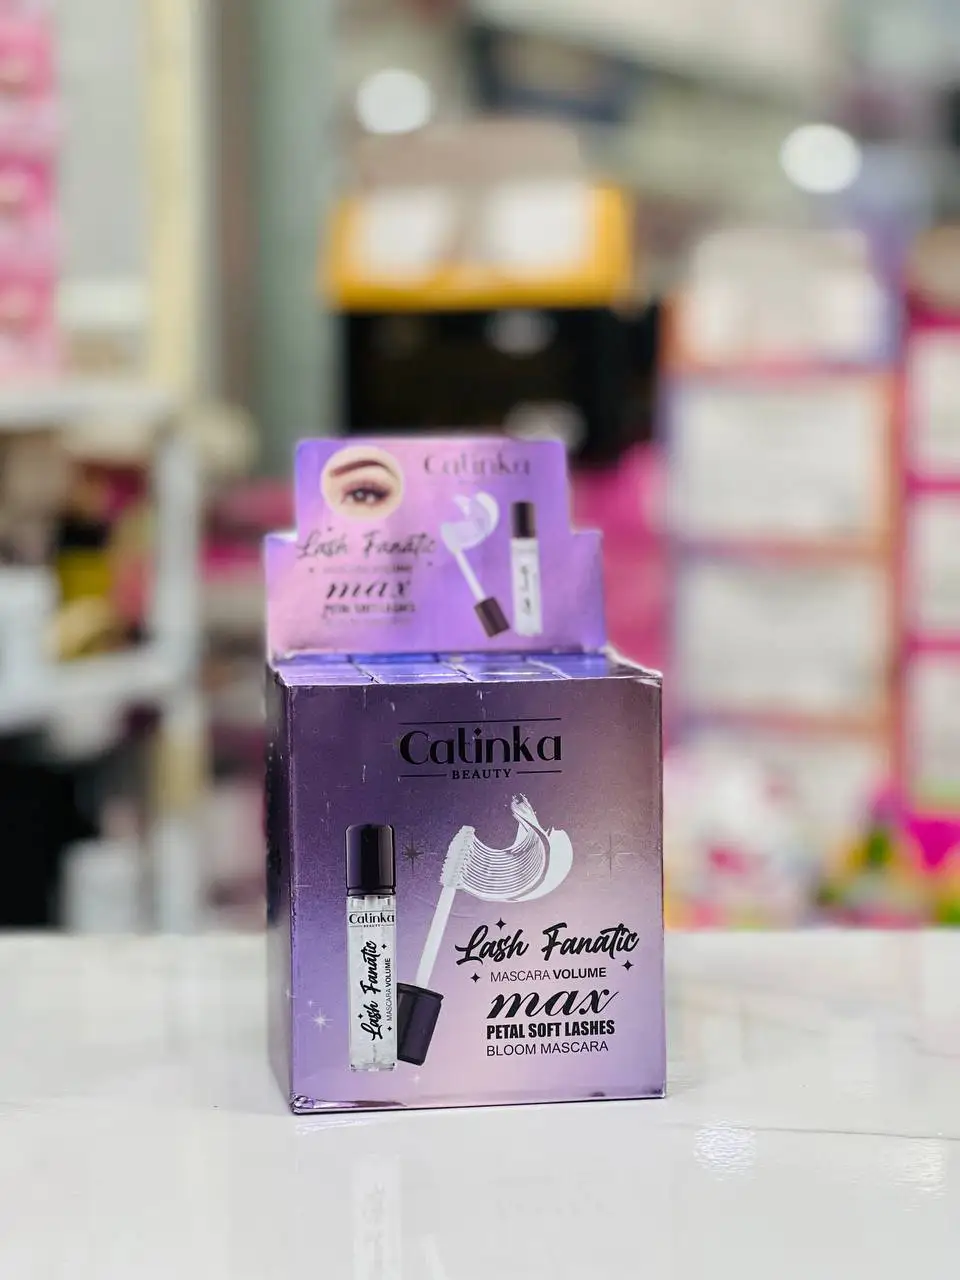 Catinka
Lash Fanatic
max
PETAL SOFT LASHES
Catinka
BEAUTY
Catinka
BEAUTY
Lash Fanatic
MASCARA VOLUME
Lash Fanatic
MASCARA VOLUME
max
PETAL SOFT LASHES
BLOOM MASCARA